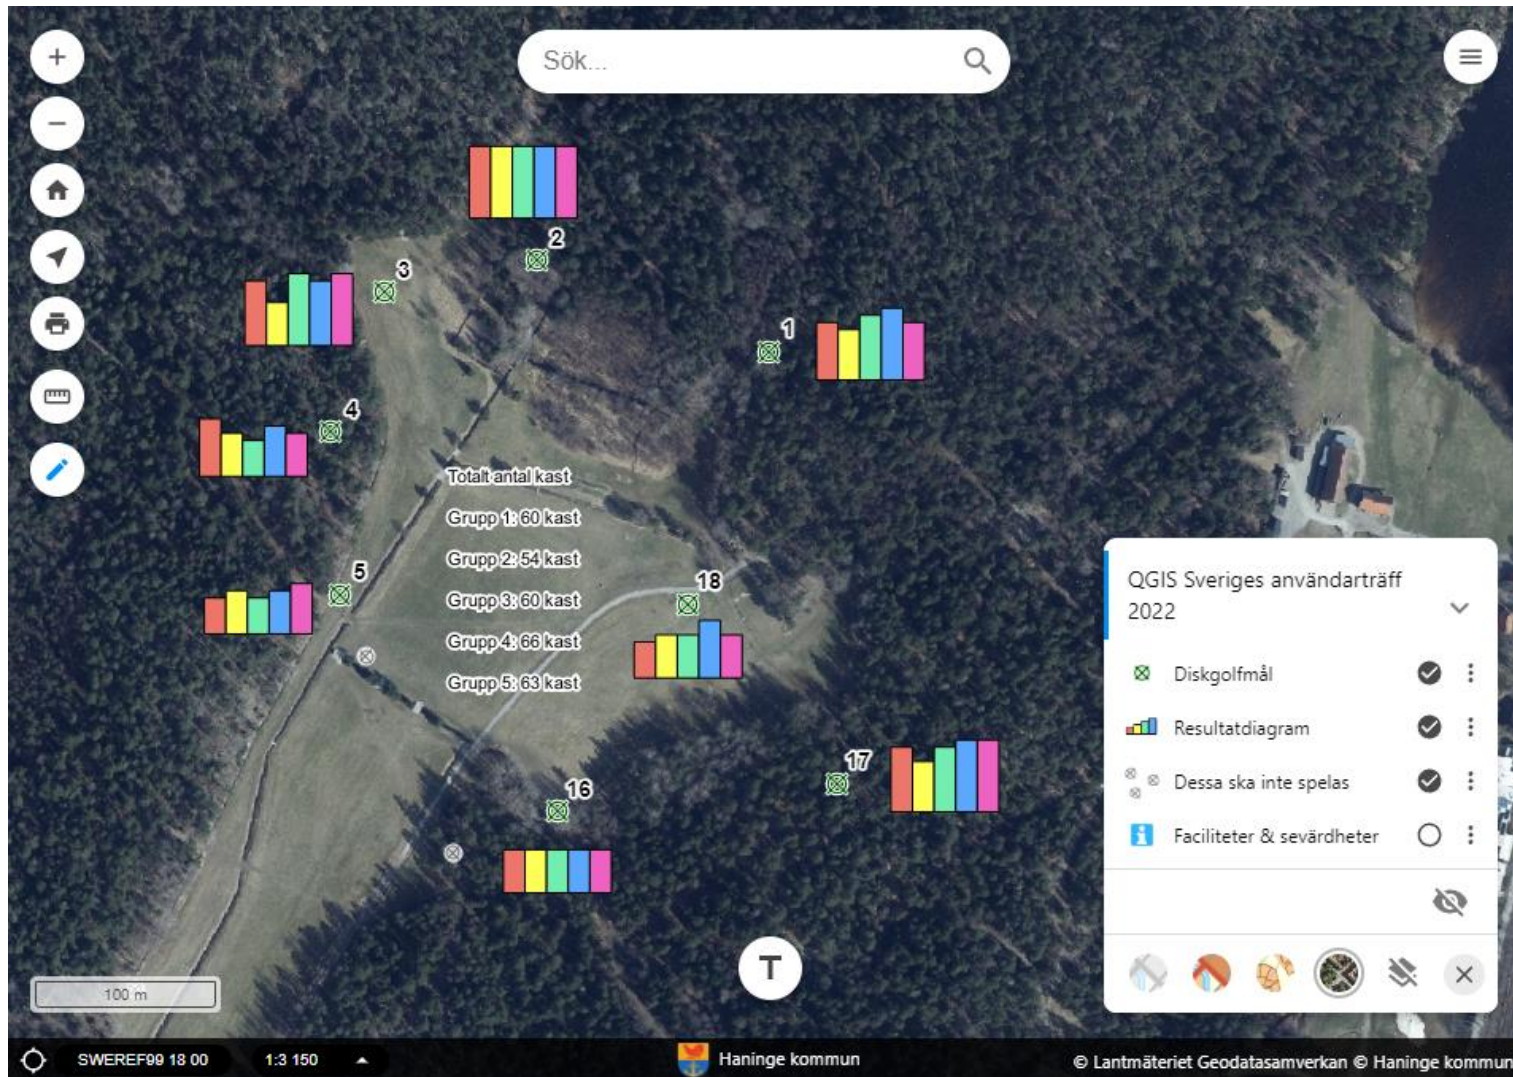 Sök...
2
3
1
4
Totalt antal kast
Grupp 1: 60 kast
Grupp 2: 54 kast
5
18
Grupp 3: 60 kast
Grupp 4: 66 kast
Grupp 5: 63 kast
17
16
QGIS Sveriges användarträff
2022
Diskgolfmål
Resultatdiagram
Dessa ska inte spelas
Faciliteter & sevärdheter
T
100 m
SWEREF99 18 00
1:3 150
Haninge kommun
© Lantmäteriet Geodatasamverkan © Haninge kommun